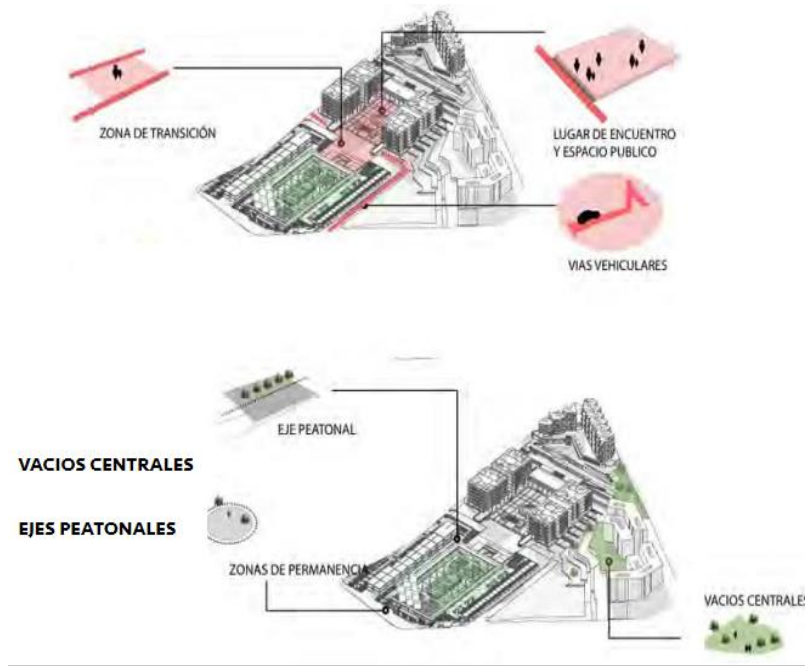 ZONA DE TRANSICIÓN
LUGAR DE ENCUENTRO
Y ESPACIO PUBLICO
VIAS VEHICULARES
EJE PEATONAL
VACIOS CENTRALES
EJES PEATONALES
ZONAS DE PERMANENCIA
VACIOS CENTRALES